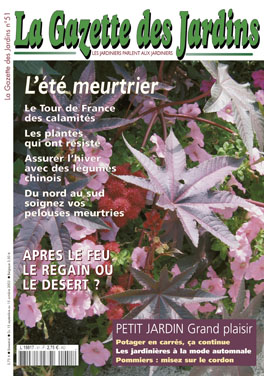 La Gazette des Jardins
LES JARDINIERS PARLENT AUX JARDINIERS
La Gazette des Jardins n°51
L'été meurtrier
Le Tour de France
des calamités
Les plantes
qui ont résisté
Assurer l'hiver
avec des légumes
chinois
Du nord au sud
soignez vos
pelouses meurtries
APRES LE FEU
LE REGAIN OU
LE DESERT ?
PETIT JARDIN Grand plaisir
Potager en carrés, ça continue
Les jardinières à la mode automnale
Pommiers : misez sur le cordon